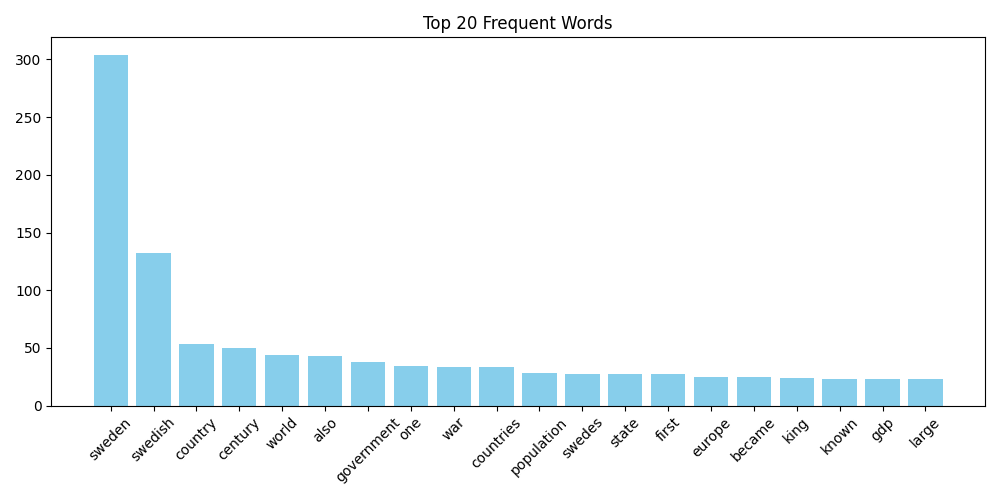 Top 20 Frequent Words
300
250
200
150
100
50
0
sweden
swedish
country
century
world
also
government
one
war
countries
population
swedes
state
first
europe
became
king
known
gdp
large